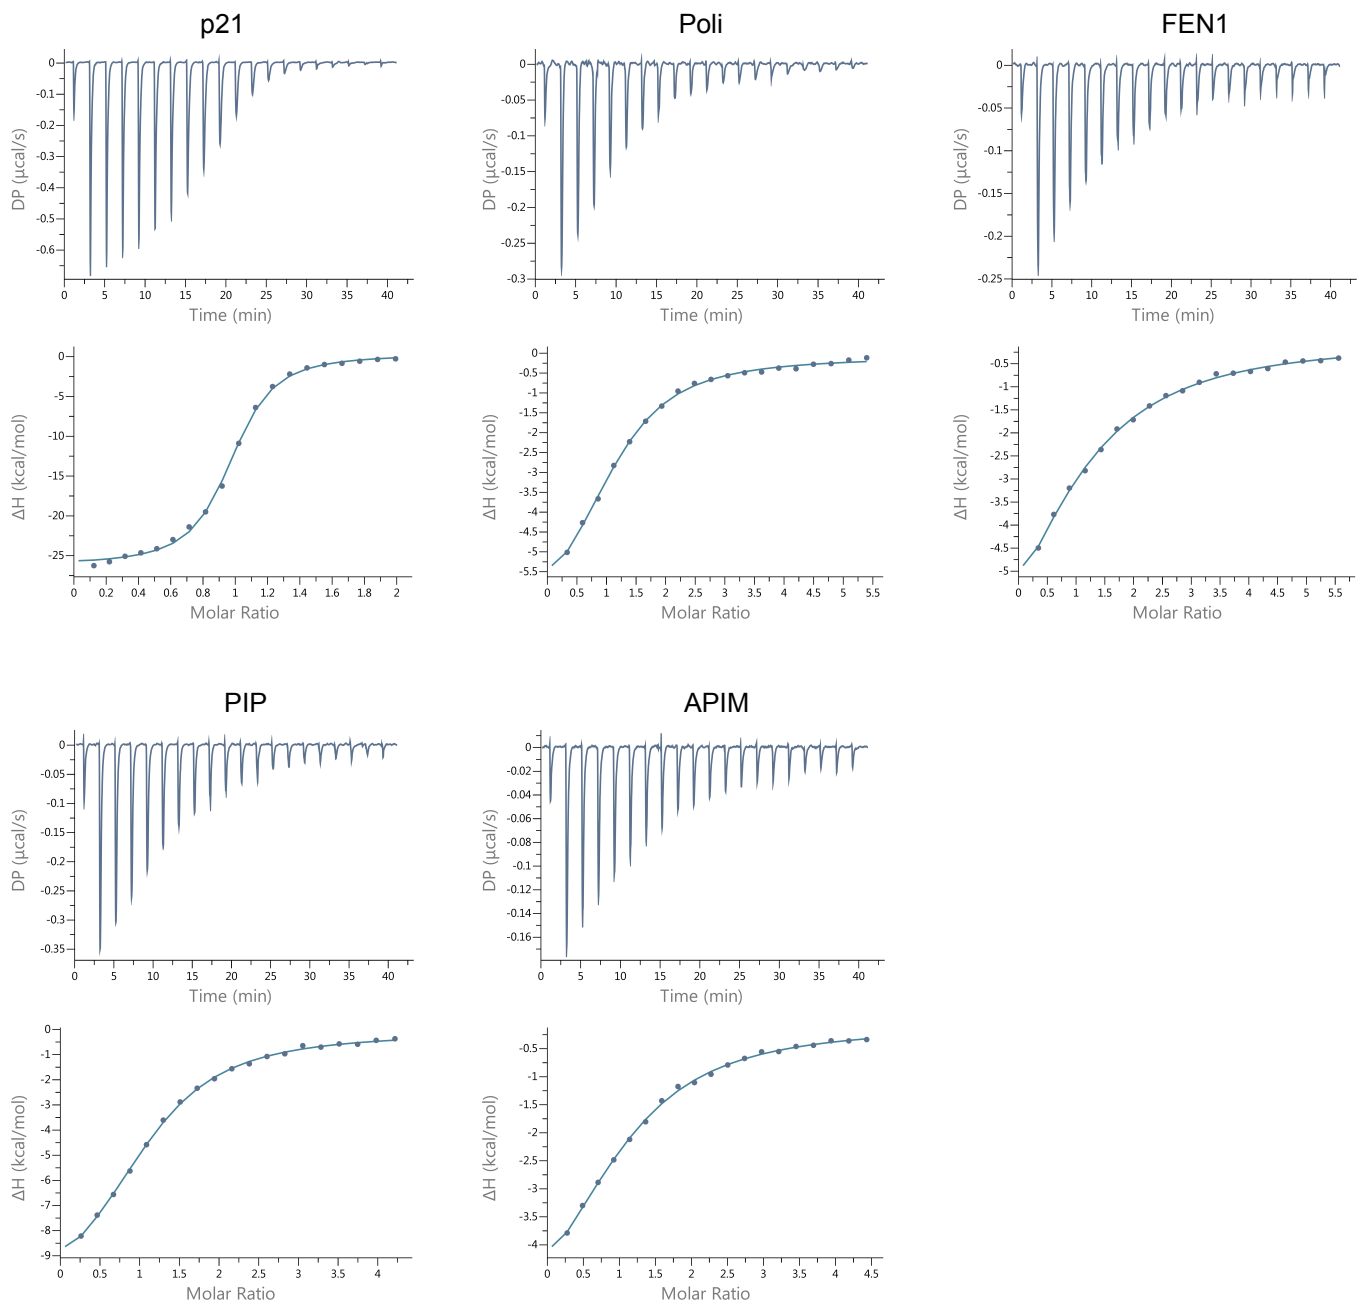 p21
Poli
FEN1
0
-0.1
-0.2
-0.3
-0.4
-0.5
-0.6
DP (μcal/s)
0 5 10 15 20 25 30 35 40
Time (min)
0
-0.05
-0.1
-0.15
-0.2
-0.25
-0.3
DP (μcal/s)
0 5 10 15 20 25 30 35 40
Time (min)
0
-0.05
-0.1
-0.15
-0.2
-0.25
DP (μcal/s)
0 5 10 15 20 25 30 35 40
Time (min)
0
-5
-10
-15
-20
-25
ΔH (kcal/mol)
0 0.2 0.4 0.6 0.8 1 1.2 1.4 1.6 1.8 2
Molar Ratio
0
-0.5
-1
-1.5
-2
-2.5
-3
-3.5
-4
-4.5
-5
-5.5
ΔH (kcal/mol)
0 0.5 1 1.5 2 2.5 3 3.5 4 4.5 5 5.5
Molar Ratio
-0.5
-1
-1.5
-2
-2.5
-3
-3.5
-4
-4.5
-5
ΔH (kcal/mol)
0 0.5 1 1.5 2 2.5 3 3.5 4 4.5 5 5.5
Molar Ratio
PIP
APIM
0
-0.05
-0.1
-0.15
-0.2
-0.25
-0.3
-0.35
DP (μcal/s)
0 5 10 15 20 25 30 35 40
Time (min)
0
-0.02
-0.04
-0.06
-0.08
-0.1
-0.12
-0.14
-0.16
DP (μcal/s)
0 5 10 15 20 25 30 35 40
Time (min)
0
-1
-2
-3
-4
-5
-6
-7
-8
-9
ΔH (kcal/mol)
0 0.5 1 1.5 2 2.5 3 3.5 4
Molar Ratio
-0.5
-1
-1.5
-2
-2.5
-3
-3.5
-4
ΔH (kcal/mol)
0 0.5 1 1.5 2 2.5 3 3.5 4 4.5
Molar Ratio